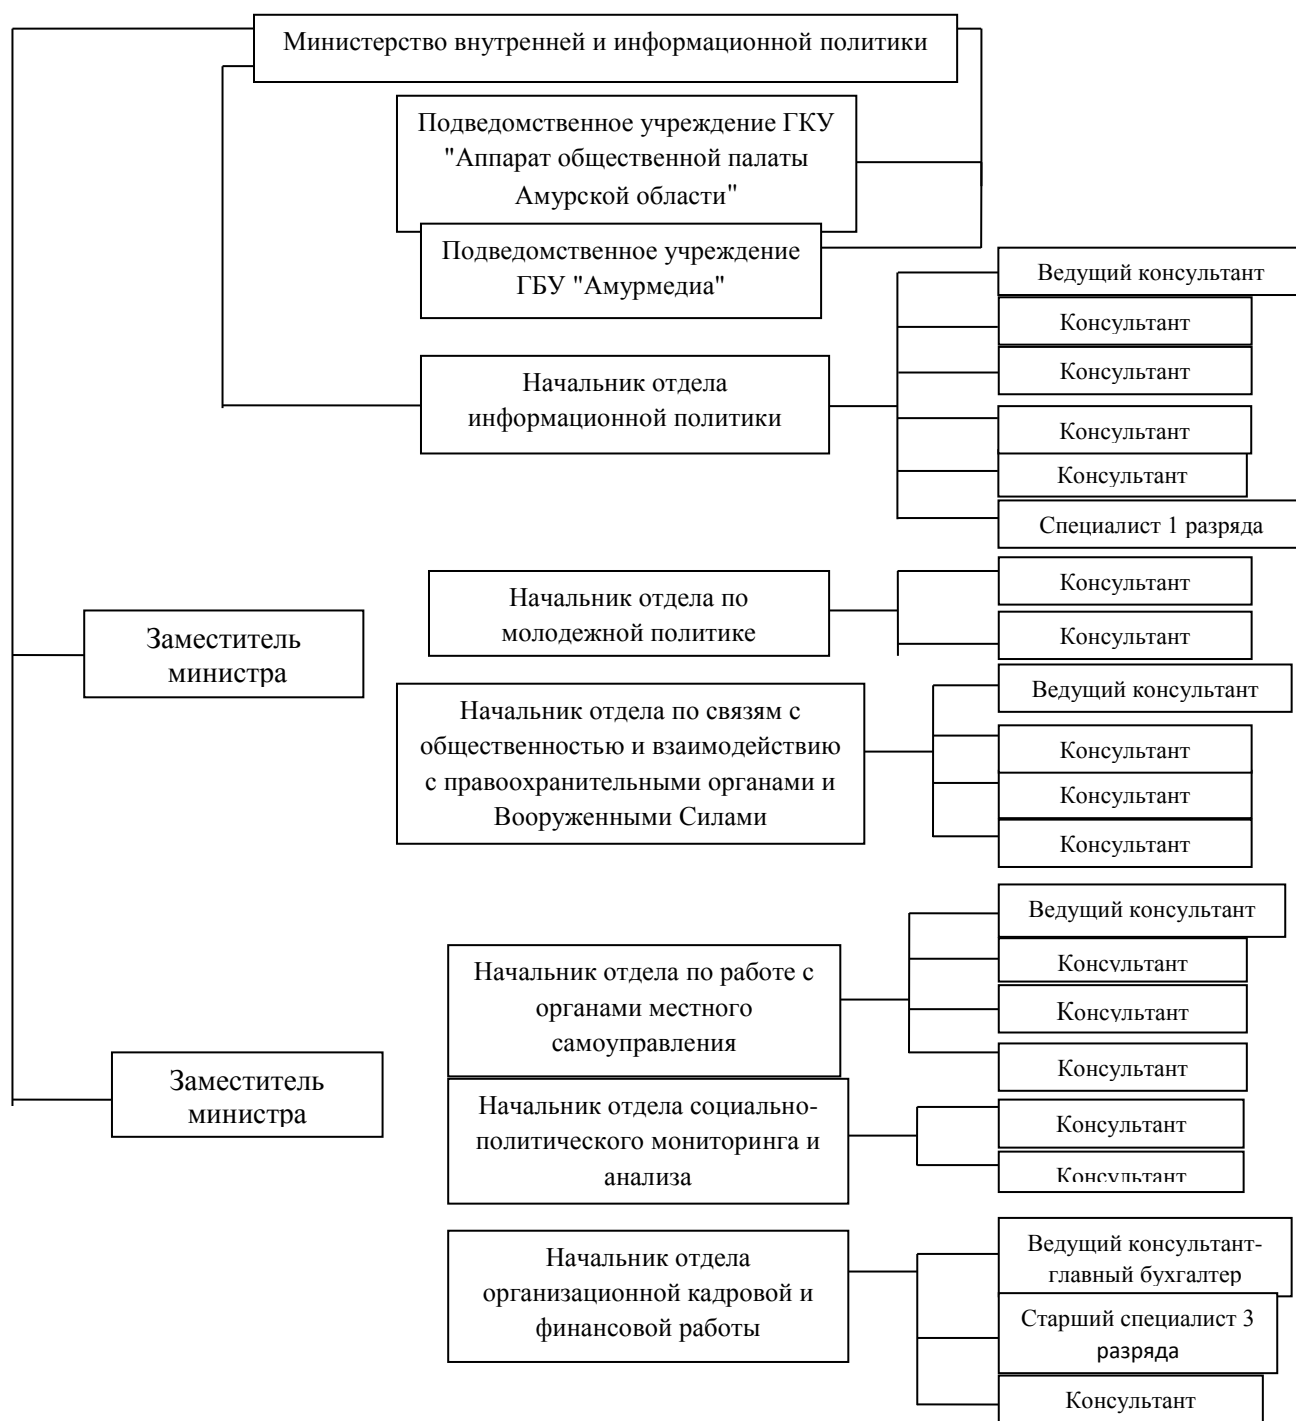 Министерство внутренней и информационной политики
Подведомственное учреждение ГКУ
"Аппарат общественной палаты
Амурской области"
Подведомственное учреждение
ГБУ "Амурмедиа"
Ведущий консультант
Консультант
Консультант
Начальник отдела
информационной политики
Консультант
Консультант
Специалист 1 разряда
Начальник отдела по
молодежной политике
Консультант
Консультант
Заместитель
министра
Начальник отдела по связям с
общественностью и взаимодействию
с правоохранительными органами и
Вооруженными Силами
Ведущий консультант
Консультант
Консультант
Консультант
Начальник отдела по работе с
органами местного
самоуправления
Ведущий консультант
Консультант
Консультант
Консультант
Заместитель
министра
Начальник отдела социально-
политического мониторинга и
анализа
Консультант
Консультант
Начальник отдела
организационной кадровой и
финансовой работы
Ведущий консультант-
главный бухгалтер
Старший специалист 3
разряда
Консультант